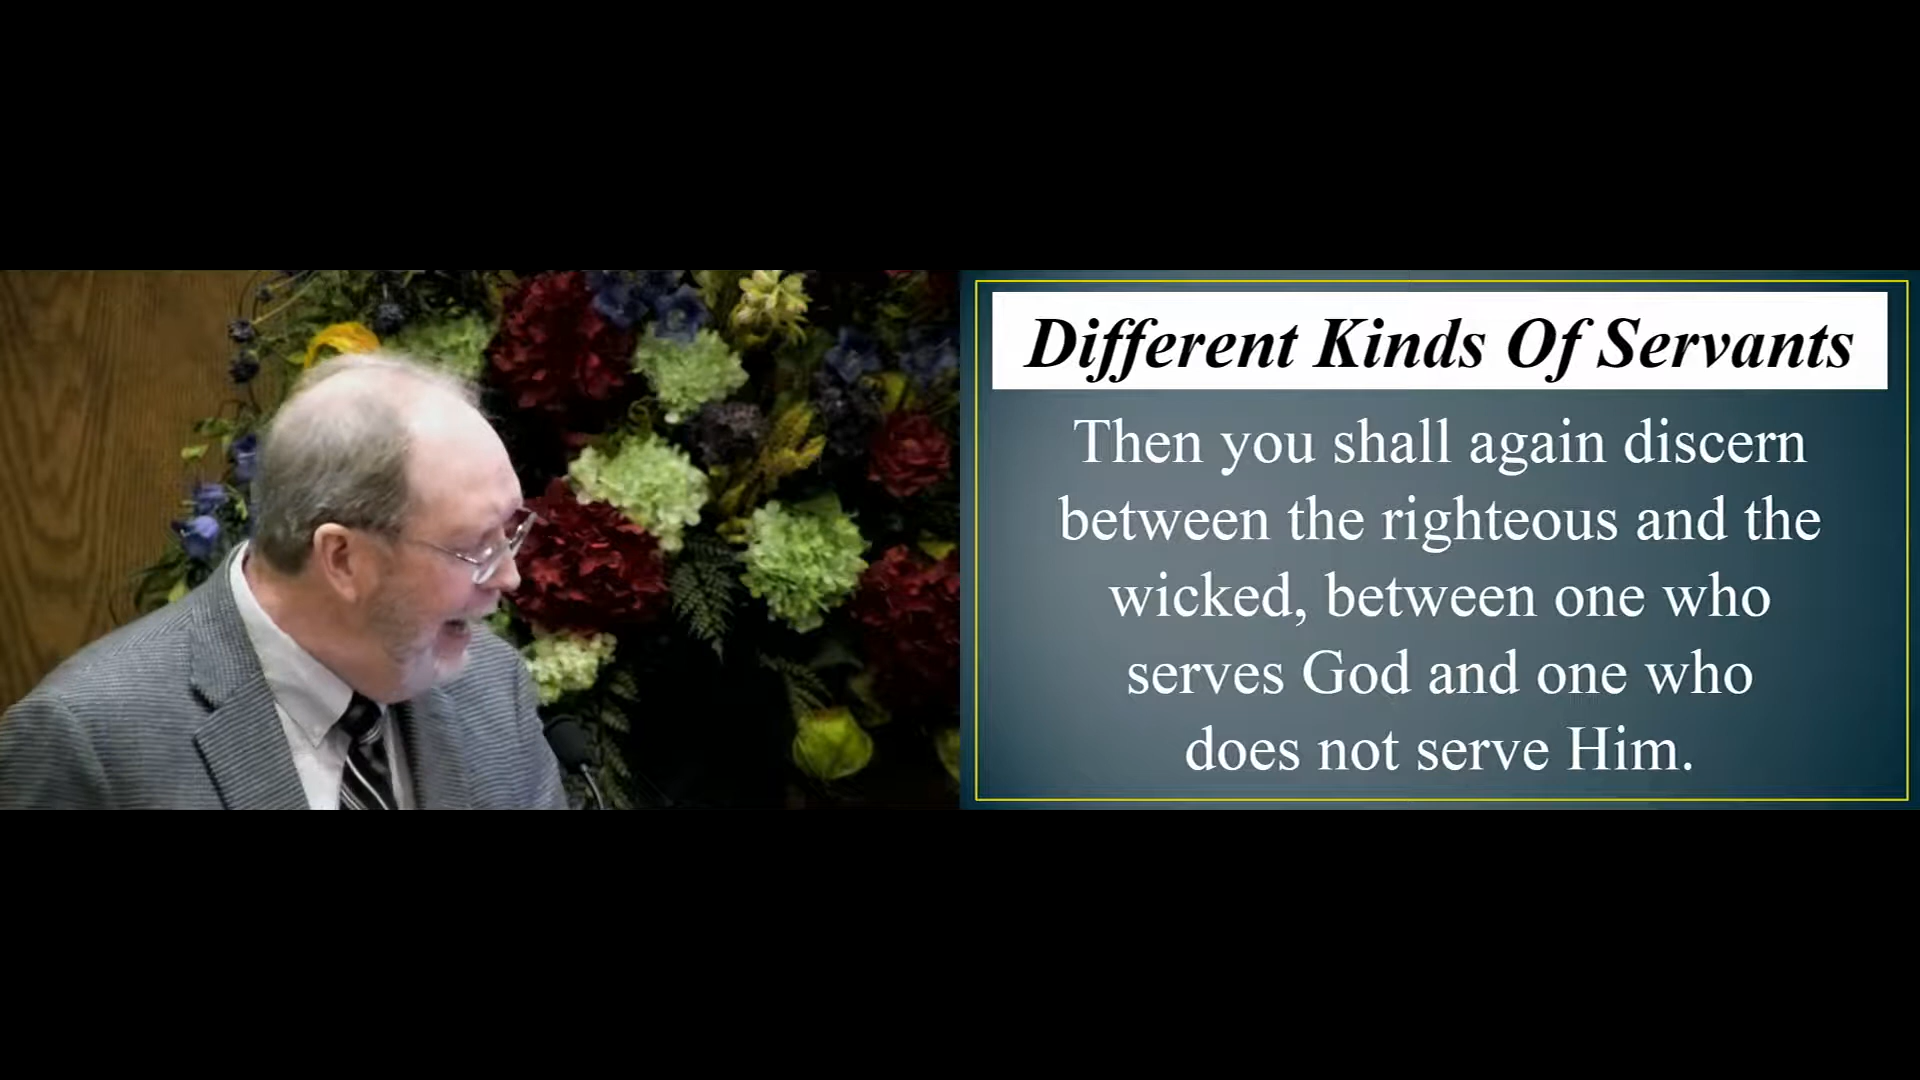 Different Kinds Of Servants
Then you shall again discern
between the righteous and the
wicked, between one who
serves God and one who
does not serve Him.